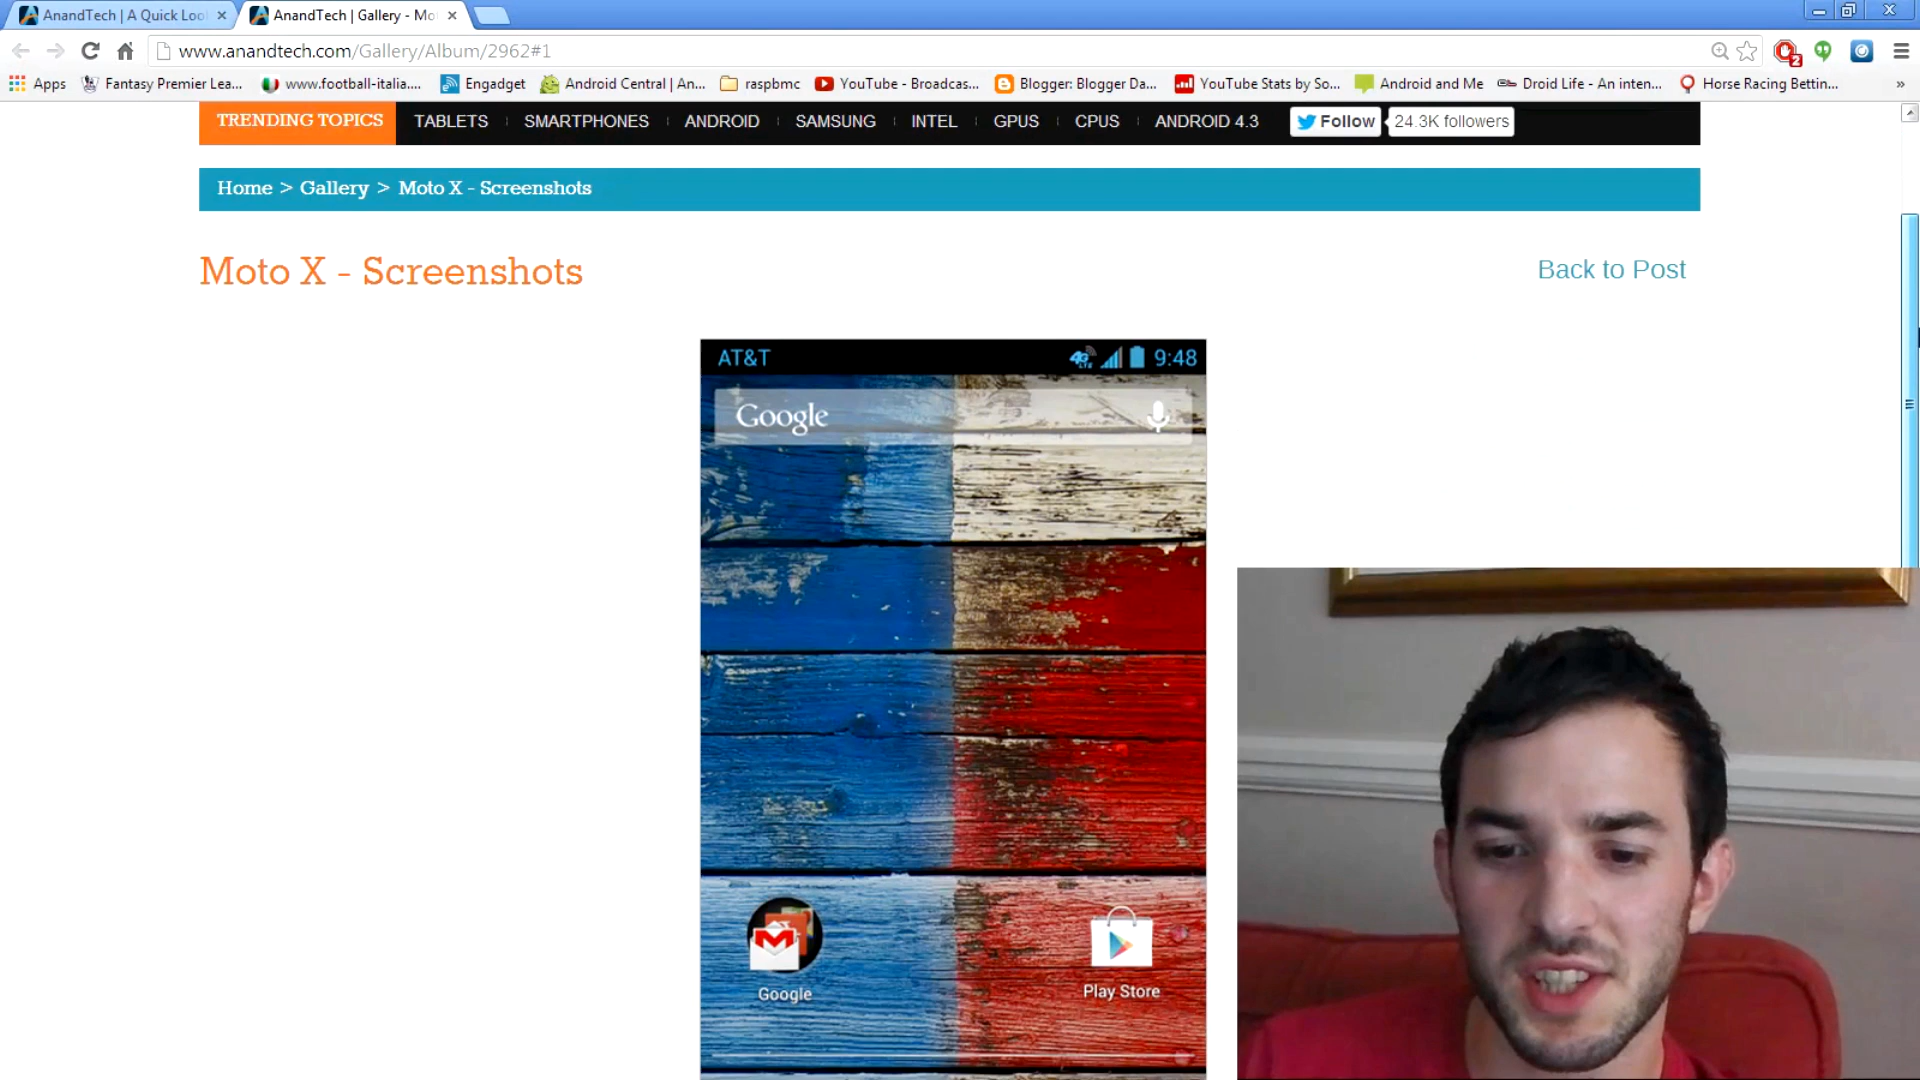 AnandTech | A Quick Loo
AnandTech | Gallery - Mo
www.anandtech.com/Gallery/Album/2962#1
2
Apps
Fantasy Premier Lea...
www.football-italia....
Engadget
Android Central | An...
raspbmc
YouTube - Broadcas...
Blogger: Blogger Da...
YouTube Stats by So...
Android and Me
Droid Life - An inten...
Horse Racing Bettin...
»
TRENDING TOPICS
TABLETS
SMARTPHONES
ANDROID
SAMSUNG
INTEL
GPUS
CPUS
ANDROID 4.3
Follow
24.3K followers
Home > Gallery > Moto X - Screenshots
Moto X - Screenshots
Back to Post
AT&T
4G LTE
9:48
Google
Google
Play Store